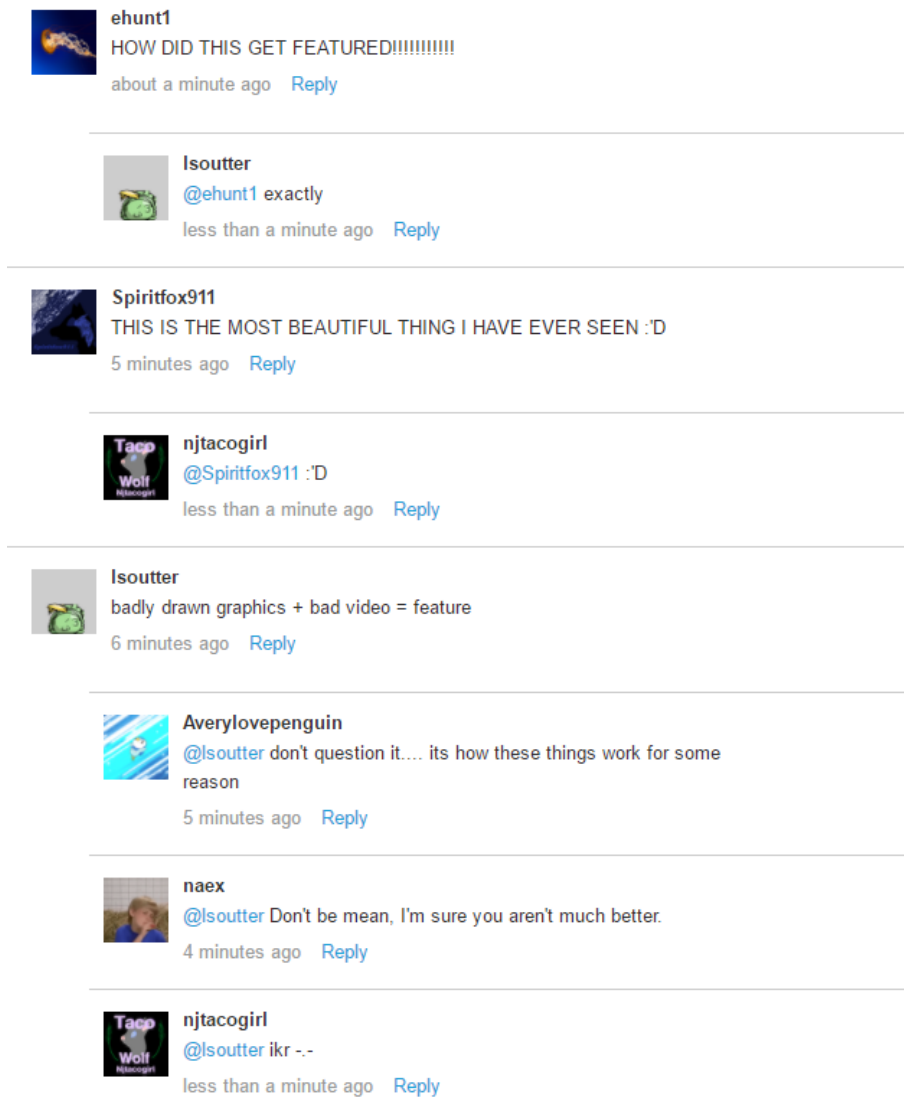 ehunt1
HOW DID THIS GET FEATURED!!!!!!!!!!!
about a minute ago Reply
lsoutter
@ehunt1 exactly
less than a minute ago Reply
Spiritfox911
THIS IS THE MOST BEAUTIFUL THING I HAVE EVER SEEN :'D
5 minutes ago Reply
Taco
Wolf
Njtacogirl
njtacogirl
@Spiritfox911 :'D
less than a minute ago Reply
lsoutter
badly drawn graphics + bad video = feature
6 minutes ago Reply
Averylovepenguin
@lsoutter don't question it.... its how these things work for some
reason
5 minutes ago Reply
naex
@lsoutter Don't be mean, I'm sure you aren't much better.
4 minutes ago Reply
Taco
Wolf
Njtacogirl
njtacogirl
@lsoutter ikr -.-
less than a minute ago Reply